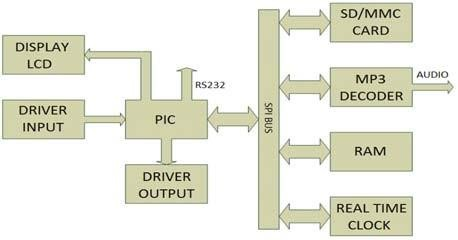 DISPLAY
LCD
DRIVER
INPUT
RS232
PIC
DRIVER
OUTPUT
SPI BUS
SD/MMC
CARD
MP3
DECODER
AUDIO
RAM
REAL TIME
CLOCK